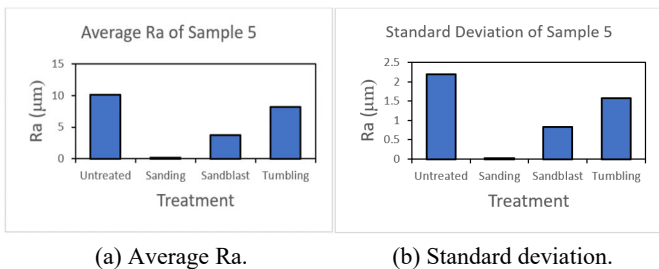 Average Ra of Sample 5
15
10
5
0
Ra (µm)
Untreated Sanding Sandblast Tumbling
Treatment
Standard Deviation of Sample 5
2.5
2
1.5
1
0.5
0
Ra (µm)
Untreated Sanding Sandblast Tumbling
Treatment
(a) Average Ra.
(b) Standard deviation.